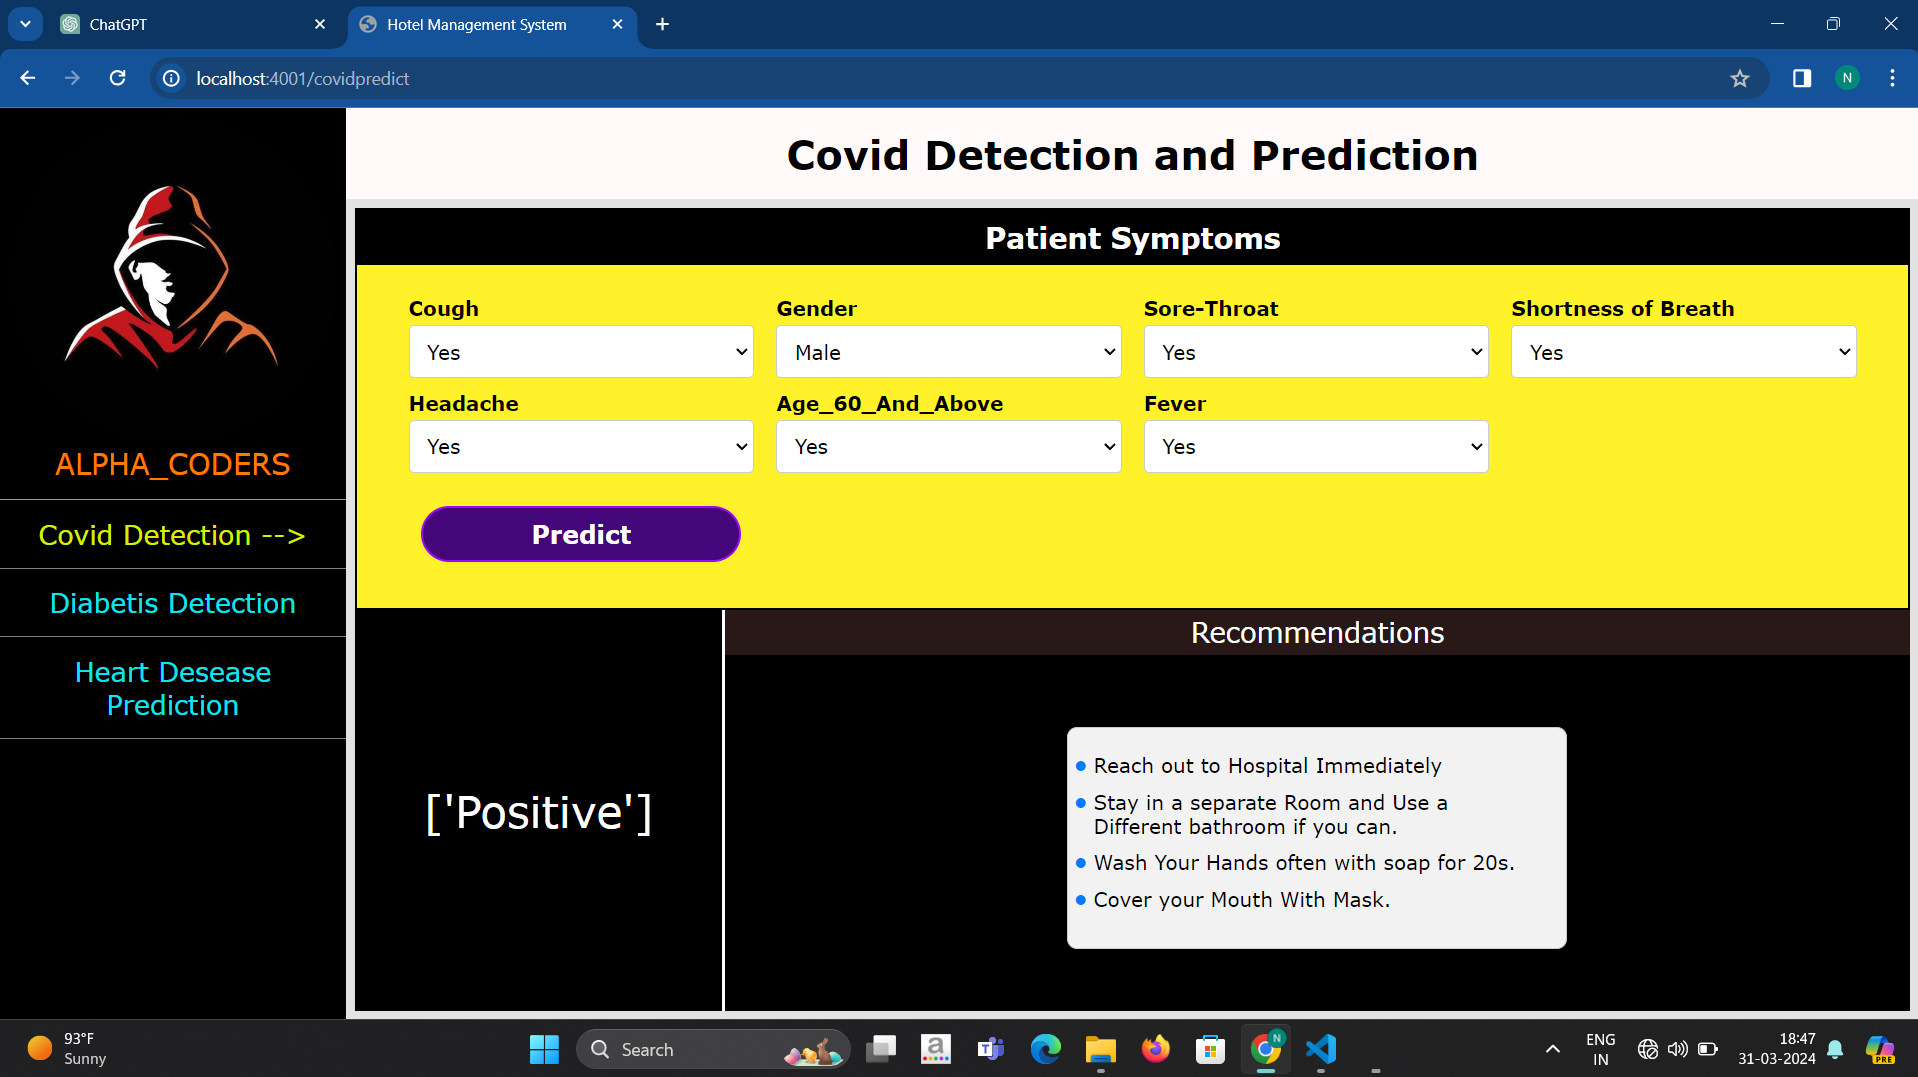 ChatGPT
Hotel Management System
localhost:4001/covidpredict
N
ALPHA_CODERS
Covid Detection -->
Diabetis Detection
Heart Desease
Prediction
Covid Detection and Prediction
Patient Symptoms
Cough
Gender
Sore-Throat
Shortness of Breath
Yes
Male
Yes
Yes
Headache
Age_60_And_Above
Fever
Yes
Yes
Yes
Predict
['Positive']
Recommendations
Reach out to Hospital Immediately
Stay in a separate Room and Use a
Different bathroom if you can.
Wash Your Hands often with soap for 20s.
Cover your Mouth With Mask.
93°F
Sunny
Search
a
T
N
ENG
IN
18:47
31-03-2024
PRE